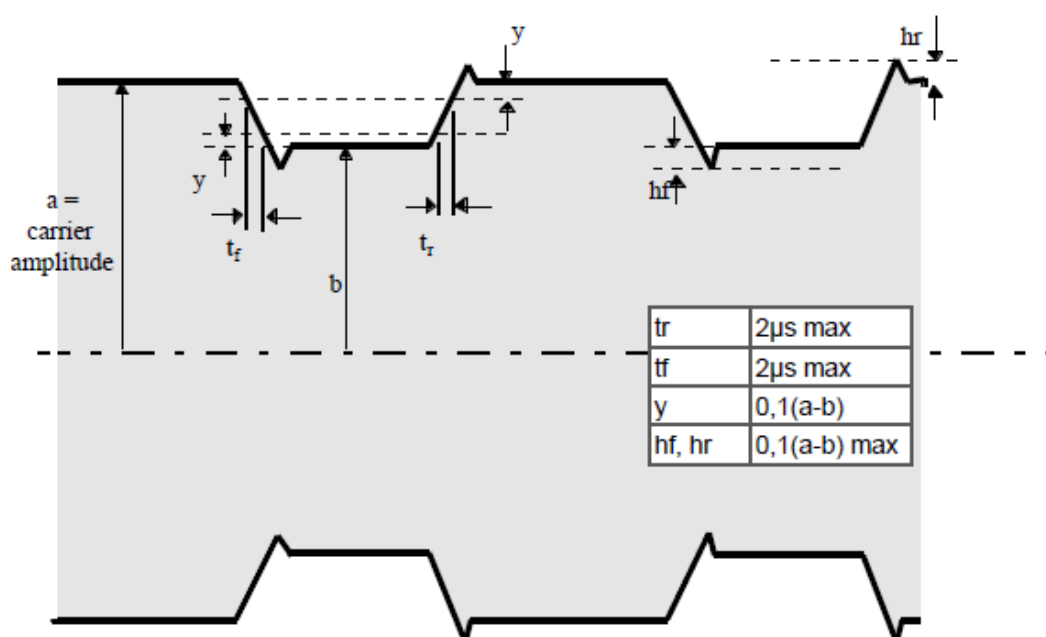 y
hr
y
hf
a =
carrier
amplitude
tf
tr
b
tr 2µs max
tf 2µs max
y 0,1(a-b)
hf, hr 0,1(a-b) max